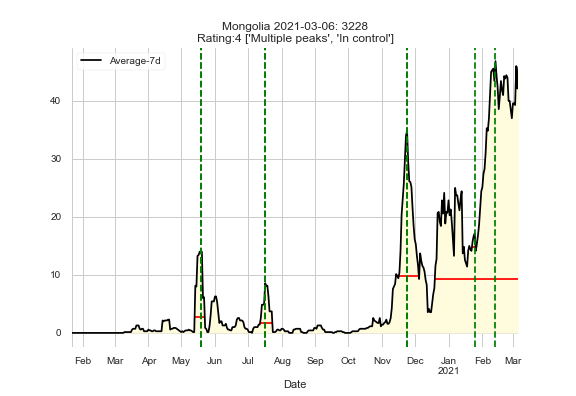 Mongolia 2021-03-06: 3228
Rating:4 ['Multiple peaks', 'In control']
Average-7d
40
30
20
10
0
Feb Mar Apr May Jun Jul Aug Sep Oct Nov Dec Jan Feb Mar
2021
Date